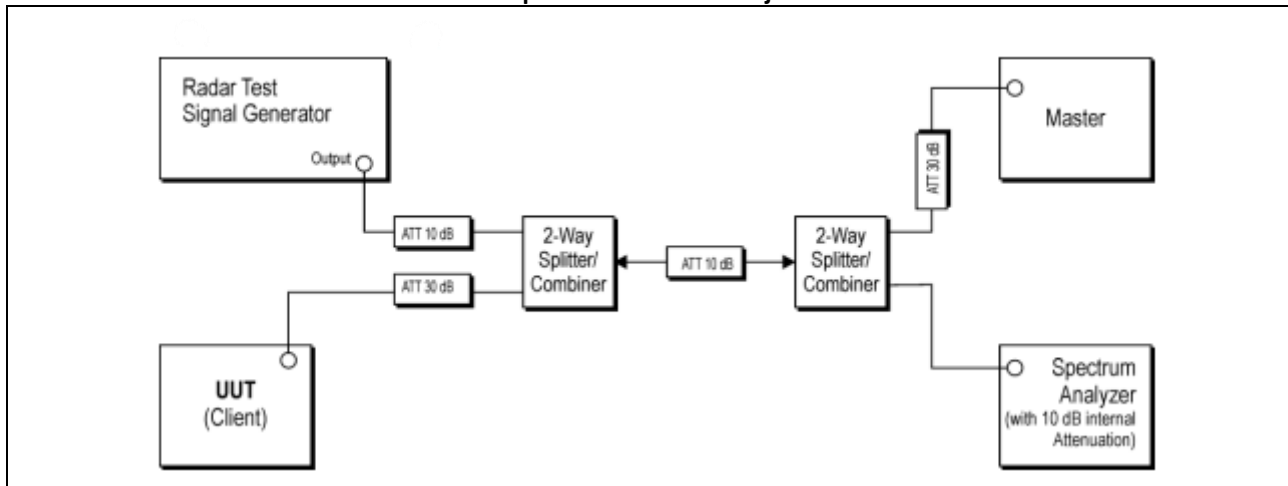 Radar Test
Signal Generator
Output
ATT 10 dB
ATT 30 dB
UUT
(Client)
2-Way
Splitter/
Combiner
ATT 10 dB
2-Way
Splitter/
Combiner
ATT 30 dB
Master
Spectrum
Analyzer
(with 10 dB internal
Attenuation)